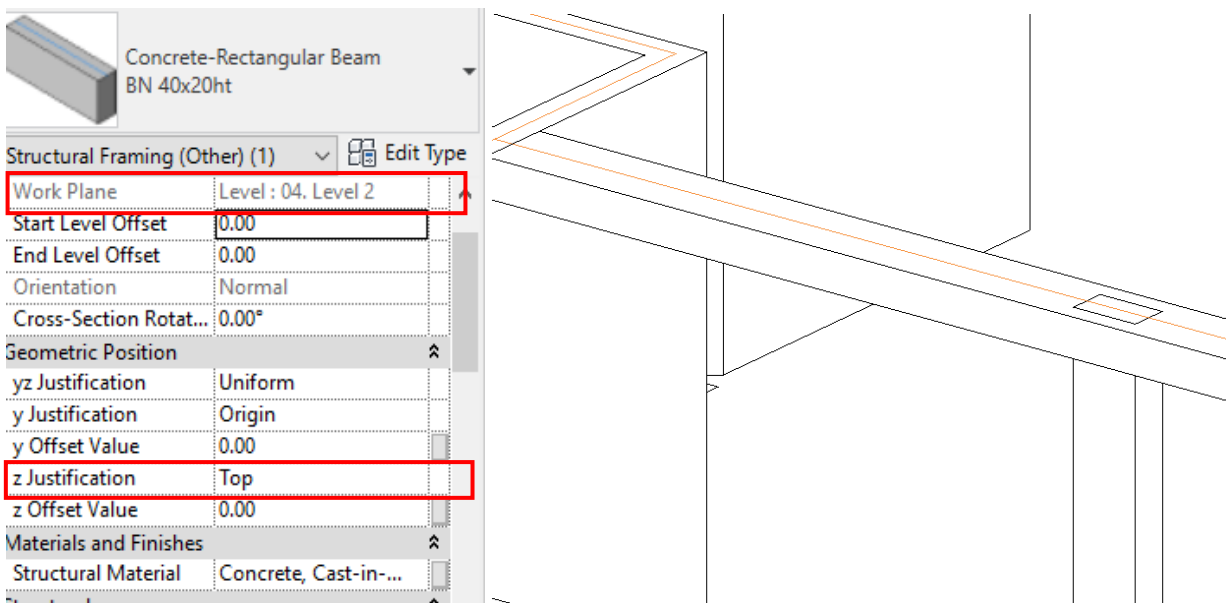 Concrete-Rectangular Beam
BN 40x20ht
Structural Framing (Other) (1) Edit Type
Work Plane Level : 04. Level 2
Start Level Offset 0.00
End Level Offset 0.00
Orientation Normal
Cross-Section Rotat... 0.00°
Geometric Position
yz Justification Uniform
y Justification Origin
y Offset Value 0.00
z Justification Top
z Offset Value 0.00
Materials and Finishes
Structural Material Concrete, Cast-in-...